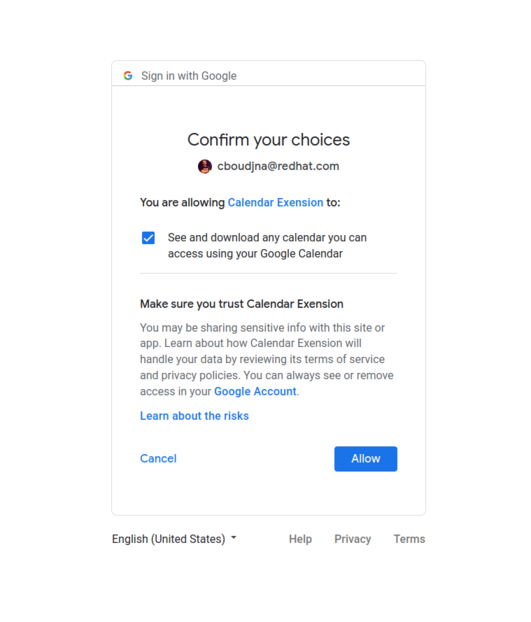 Sign in with Google
Confirm your choices
cboudjna@redhat.com
You are allowing Calendar Exension to:
See and download any calendar you can
access using your Google Calendar
Make sure you trust Calendar Exension
You may be sharing sensitive info with this site or
app. Learn about how Calendar Exension will
handle your data by reviewing its terms of service
and privacy policies. You can always see or remove
access in your Google Account.
Learn about the risks
Cancel
Allow
English (United States)
Help
Privacy
Terms